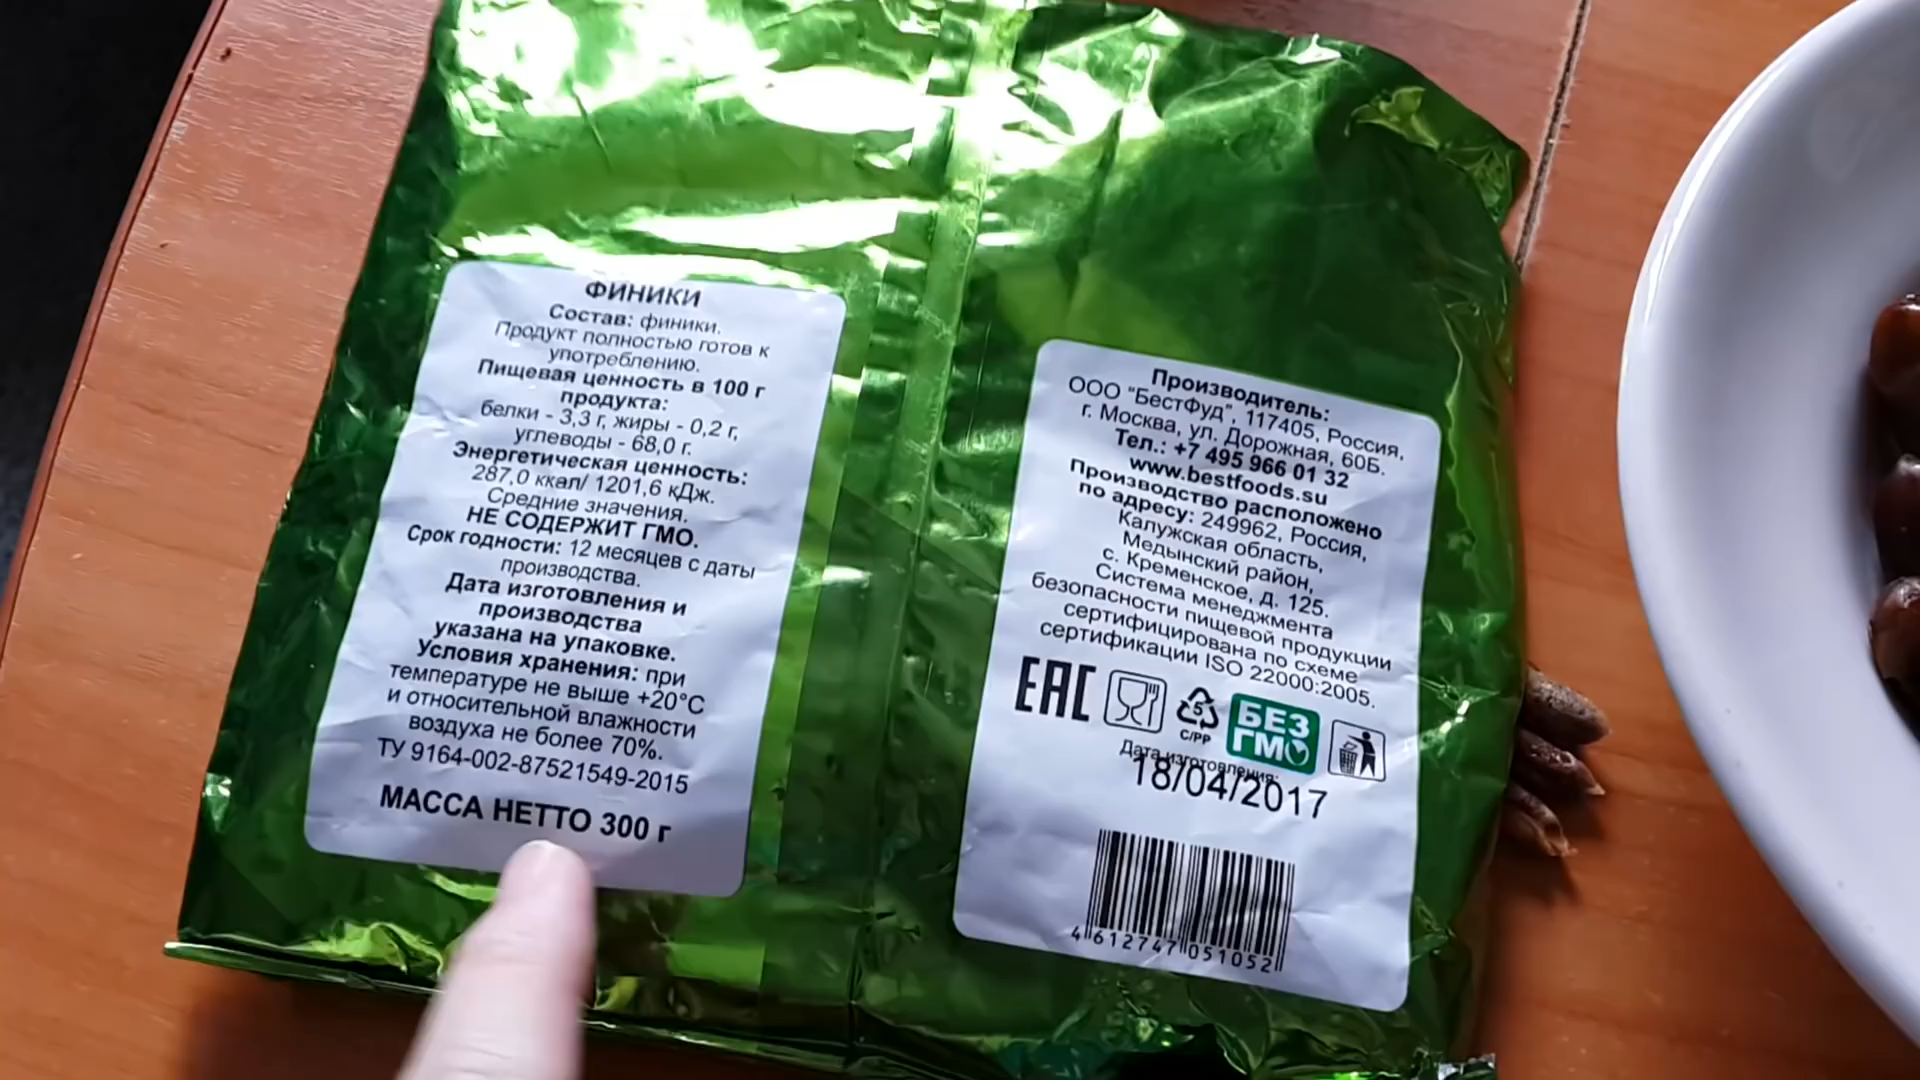 ФИНИКИ
Состав: финики.
Продукт полностью готов к
употреблению.
Пищевая ценность в 100 г
продукта:
белки - 3,3 г, жиры - 0,2 г,
углеводы - 68,0 г.
Энергетическая ценность:
287,0 ккал/ 1201,6 кДж.
Средние значения.
НЕ СОДЕРЖИТ ГМО.
Срок годности: 12 месяцев с даты
производства.
Дата изготовления и
производства
указана на упаковке.
Условия хранения: при
температуре не выше +20°С
и относительной влажности
воздуха не более 70%.
ТУ 9164-002-87521549-2015
МАССА НЕТТО 300 г
Производитель:
ООО "БестФуд", 117405, Россия,
г. Москва, ул. Дорожная, 60Б.
Тел.: +7 495 966 01 32
www.bestfoods.su
Производство расположено
по адресу: 249962, Россия,
Калужская область,
Медынский район,
с. Кременское, д. 125.
Система менеджмента
безопасности пищевой продукции
сертифицирована по схеме
сертификации ISO 22000:2005.
ЕАС
5
C/PP
БЕЗ
ГМО
Дата изготовления:
18/04/2017
4 612747 051052